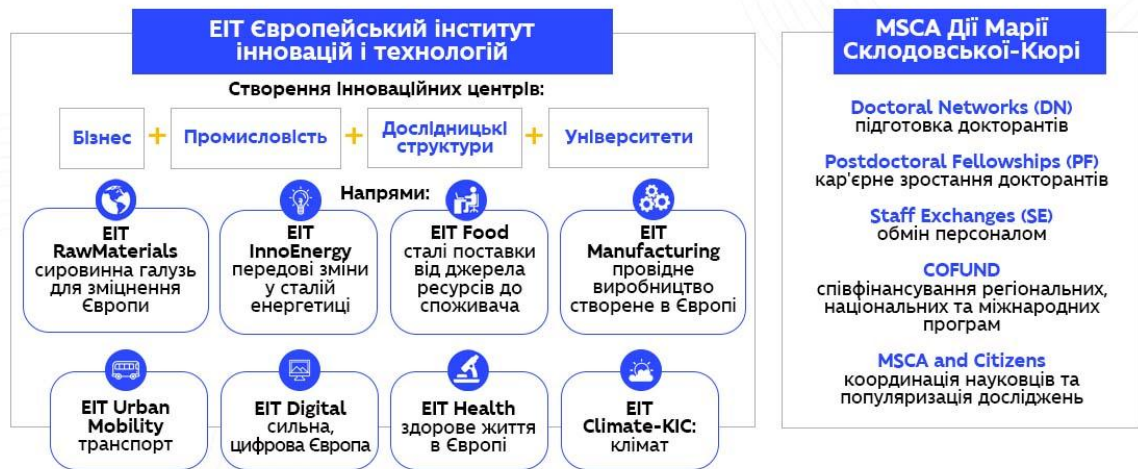 ЕІТ Європейський інститут
інновацій і технологій
Створення Інноваційних центрів:
Бізнес + Промисловість + Дослідницькі
структури + Університети
Напрями:
EIT
RawMaterials
сировинна галузь
для зміцнення
Європи
EIT
InnoEnergy
передові зміни
у сталій
енергетиці
EIT Food
сталі поставки
від джерела
ресурсів до
споживача
EIT
Manufacturing
провідне
виробництво
створене в Європі
EIT Urban
Mobility
транспорт
EIT Digital
сильна,
цифрова Європа
EIT Health
здорове життя
в Європі
EIT
Climate-KIC:
клімат
MSCA Дії Марії
Склодовської-Кюрі
Doctoral Networks (DN)
підготовка докторантів
Postdoctoral Fellowships (PF)
кар'єрне зростання докторантів
Staff Exchanges (SE)
обмін персоналом
COFUND
співфінансування регіональних,
національних та міжнародних
програм
MSCA and Citizens
координація науковців та
популяризація досліджень